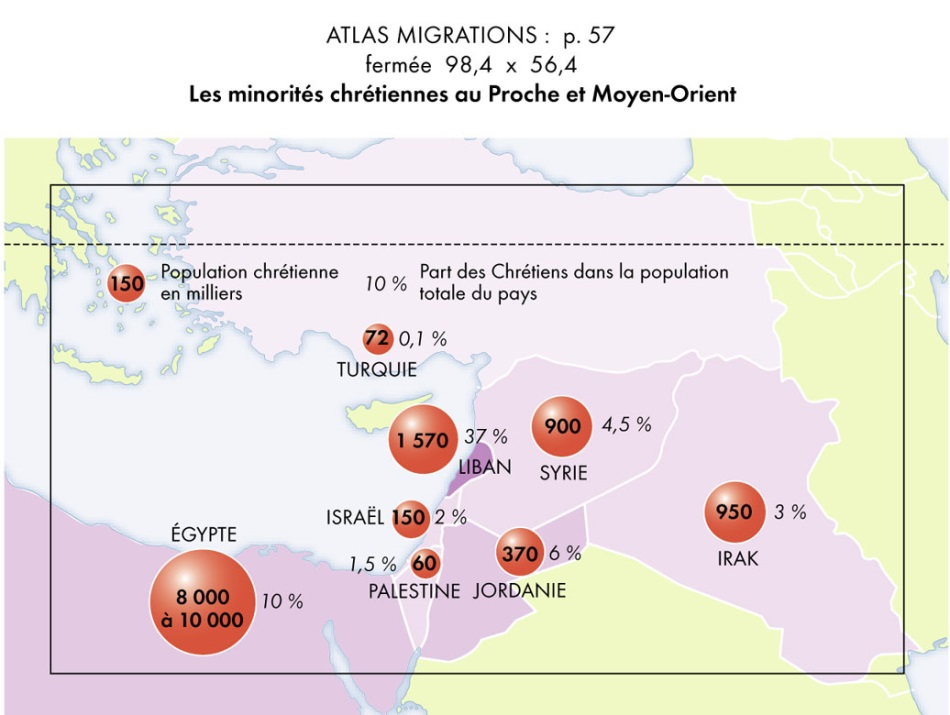 ATLAS MIGRATIONS : p. 57
fermée 98,4 x 56,4
Les minorités chrétiennes au Proche et Moyen-Orient
150
Population chrétienne
en milliers
10 %
Part des Chrétiens dans la population
totale du pays
72 0,1 %
TURQUIE
1 570 37 %
LIBAN
900 4,5 %
SYRIE
950 3 %
IRAK
ISRAËL 150 2 %
1,5 % 60
PALESTINE
370 6 %
JORDANIE
ÉGYPTE
8 000
à 10 000
10 %